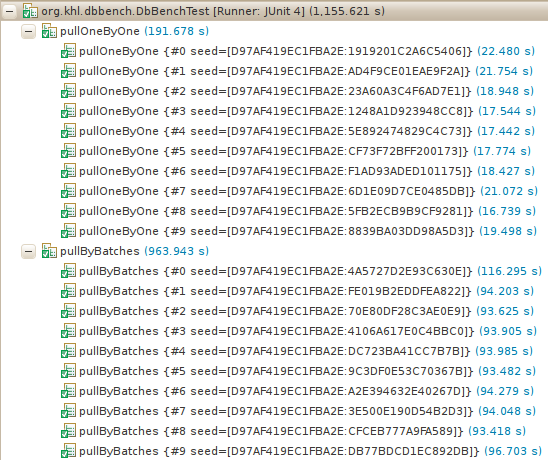 org.khl.dbbench.DbBenchTest [Runner: JUnit 4] (1,155.621 s)
pullOneByOne (191.678 s)
pullOneByOne {#0 seed=[D97AF419EC1FBA2E:1919201C2A6C5406]} (22.480 s)
pullOneByOne {#1 seed=[D97AF419EC1FBA2E:AD4F9CE01EAE9F2A]} (21.754 s)
pullOneByOne {#2 seed=[D97AF419EC1FBA2E:23A60A3C4F6AD7E1]} (18.948 s)
pullOneByOne {#3 seed=[D97AF419EC1FBA2E:1248A1D923948CC8]} (17.544 s)
pullOneByOne {#4 seed=[D97AF419EC1FBA2E:5E892474829C4C73]} (17.442 s)
pullOneByOne {#5 seed=[D97AF419EC1FBA2E:CF73F72BFF200173]} (17.774 s)
pullOneByOne {#6 seed=[D97AF419EC1FBA2E:F1AD93ADED101175]} (18.427 s)
pullOneByOne {#7 seed=[D97AF419EC1FBA2E:6D1E09D7CE0485DB]} (21.072 s)
pullOneByOne {#8 seed=[D97AF419EC1FBA2E:5FB2ECB9B9CF9281]} (16.739 s)
pullOneByOne {#9 seed=[D97AF419EC1FBA2E:8839BA03DD98A5D3]} (19.498 s)
pullByBatches (963.943 s)
pullByBatches {#0 seed=[D97AF419EC1FBA2E:4A5727D2E93C630E]} (116.295 s)
pullByBatches {#1 seed=[D97AF419EC1FBA2E:FE019B2EDDFEA822]} (94.203 s)
pullByBatches {#2 seed=[D97AF419EC1FBA2E:70E80DF28C3AE0E9]} (93.625 s)
pullByBatches {#3 seed=[D97AF419EC1FBA2E:4106A617E0C4BBC0]} (93.905 s)
pullByBatches {#4 seed=[D97AF419EC1FBA2E:DC723BA41CC7B7B]} (93.985 s)
pullByBatches {#5 seed=[D97AF419EC1FBA2E:9C3DF0E53C70367B]} (93.482 s)
pullByBatches {#6 seed=[D97AF419EC1FBA2E:A2E394632E40267D]} (94.279 s)
pullByBatches {#7 seed=[D97AF419EC1FBA2E:3E500E190D54B2D3]} (94.048 s)
pullByBatches {#8 seed=[D97AF419EC1FBA2E:CFCEB777A9FA589]} (93.418 s)
pullByBatches {#9 seed=[D97AF419EC1FBA2E:DB77BDCD1EC892DB]} (96.703 s)